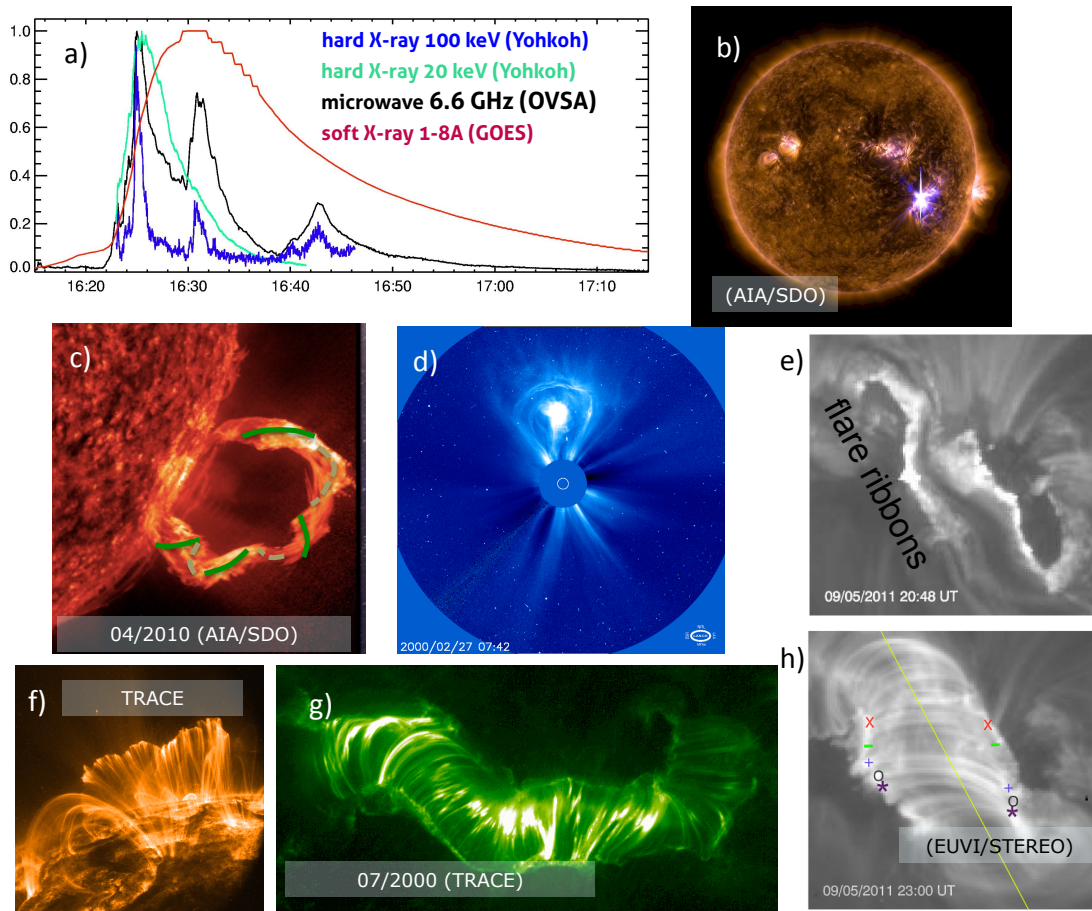 a)
hard X-ray 100 keV (Yohkoh)
hard X-ray 20 keV (Yohkoh)
microwave 6.6 GHz (OVSA)
soft X-ray 1-8A (GOES)
1.0
0.8
0.6
0.4
0.2
0.0
16:20 16:30 16:40 16:50 17:00 17:10
b)
(AIA/SDO)
c)
04/2010 (AIA/SDO)
d)
2000/02/27 07:42
e)
flare ribbons
09/05/2011 20:48 UT
f)
TRACE
g)
07/2000 (TRACE)
h)
X X
- -
+ +
O O
* *
(EUVI/STEREO)
09/05/2011 23:00 UT